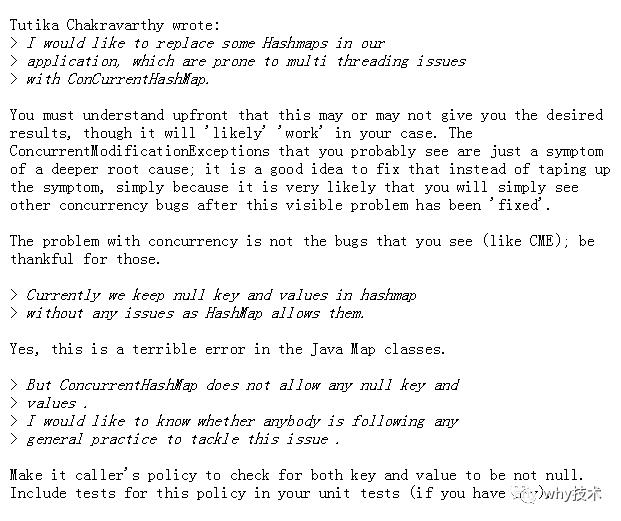 Tutika Chakravarthy wrote:
> I would like to replace some Hashmaps in our
> application, which are prone to multi threading issues
> with ConCurrentHashMap.
You must understand upfront that this may or may not give you the desired
results, though it will 'likely' 'work' in your case. The
ConcurrentModificationExceptions that you probably see are just a symptom
of a deeper root cause; it is a good idea to fix that instead of taping up
the symptom, simply because it is very likely that you will simply see
other concurrency bugs after this visible problem has been 'fixed'.
The problem with concurrency is not the bugs that you see (like CME); be
thankful for those.
> Currently we keep null key and values in hashmap
> without any issues as HashMap allows them.
Yes, this is a terrible error in the Java Map classes.
> But ConcurrentHashMap does not allow any null key and
> values .
> I would like to know whether anybody is following any
> general practice to tackle this issue .
Make it caller's policy to check for both key and value to be not null.
Include tests for this policy in your unit tests (if you have
why技术